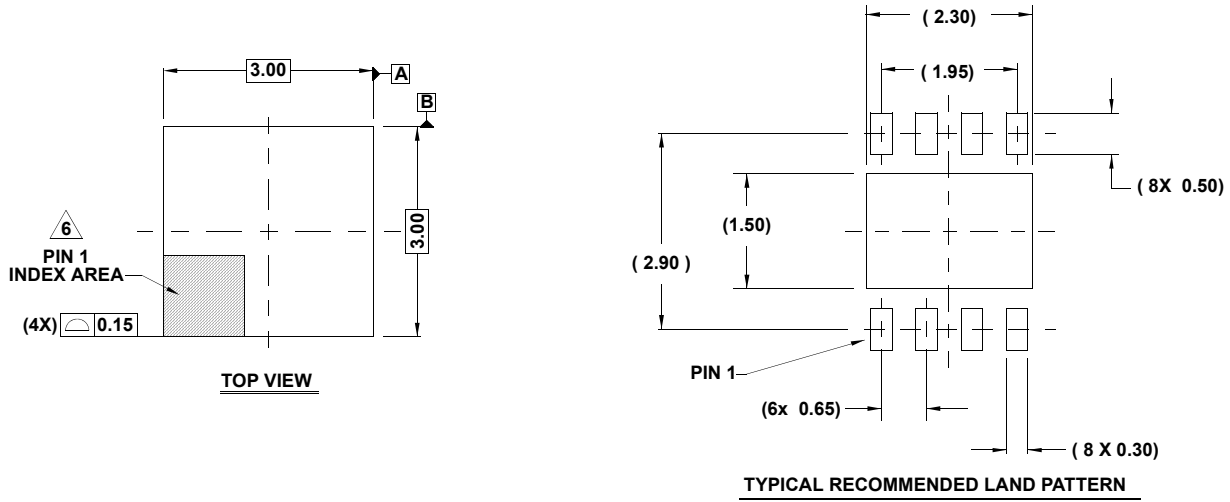 3.00
A
B
3.00
6
PIN 1
INDEX AREA
(4X) 0.15
TOP VIEW
( 2.30)
( 1.95)
( 8X 0.50)
(1.50)
( 2.90 )
PIN 1
(6x 0.65)
( 8 X 0.30)
TYPICAL RECOMMENDED LAND PATTERN